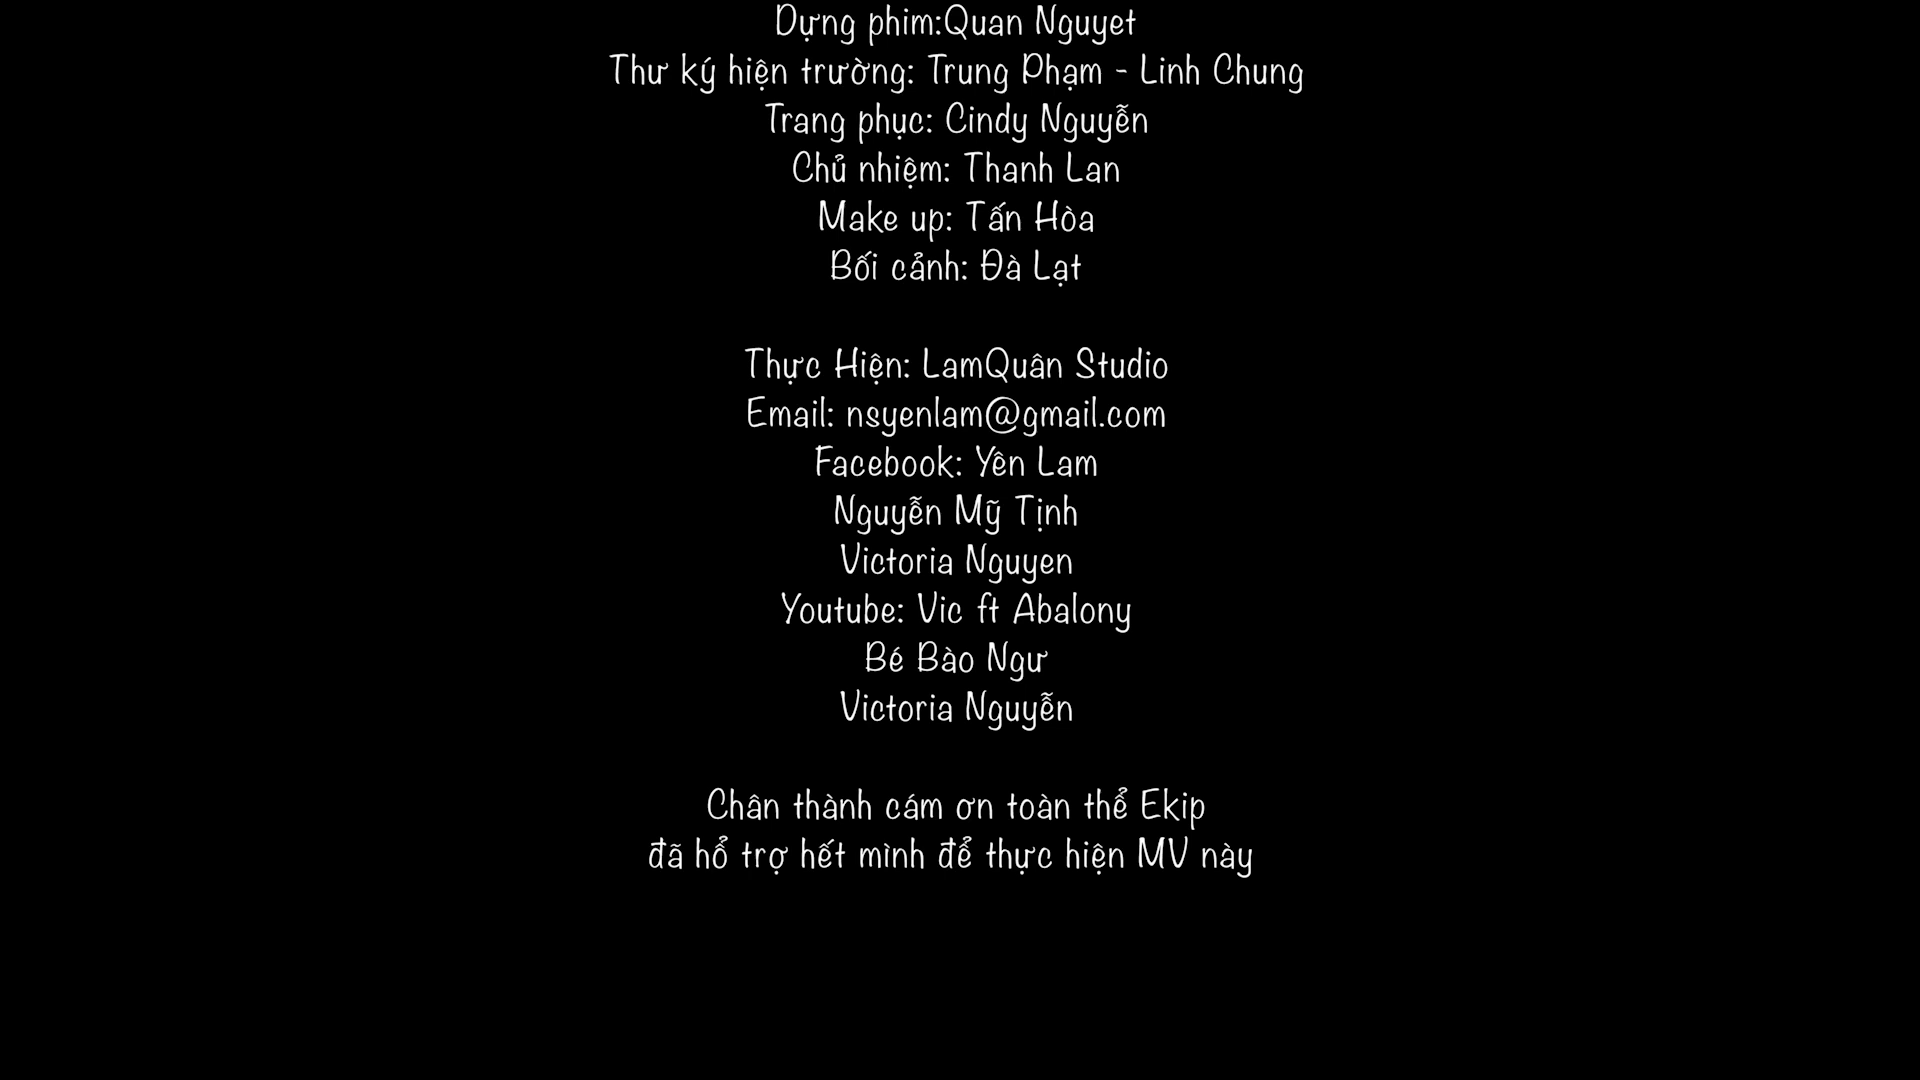 Dựng phim:Quan Nguyet
Thư ký hiện trường: Trung Phạm - Linh Chung
Trang phục: Cindy Nguyễn
Chủ nhiệm: Thanh Lan
Make up: Tấn Hòa
Bối cảnh: Đà Lạt
Thực Hiện: LamQuân Studio
Email: nsyenlam@gmail.com
Facebook: Yên Lam
Nguyễn Mỹ Tịnh
Victoria Nguyen
Youtube: Vic ft Abalony
Bé Bào Ngư
Victoria Nguyễn
Chân thành cám ơn toàn thể Ekip
đã hổ trợ hết mình để thực hiện MV này